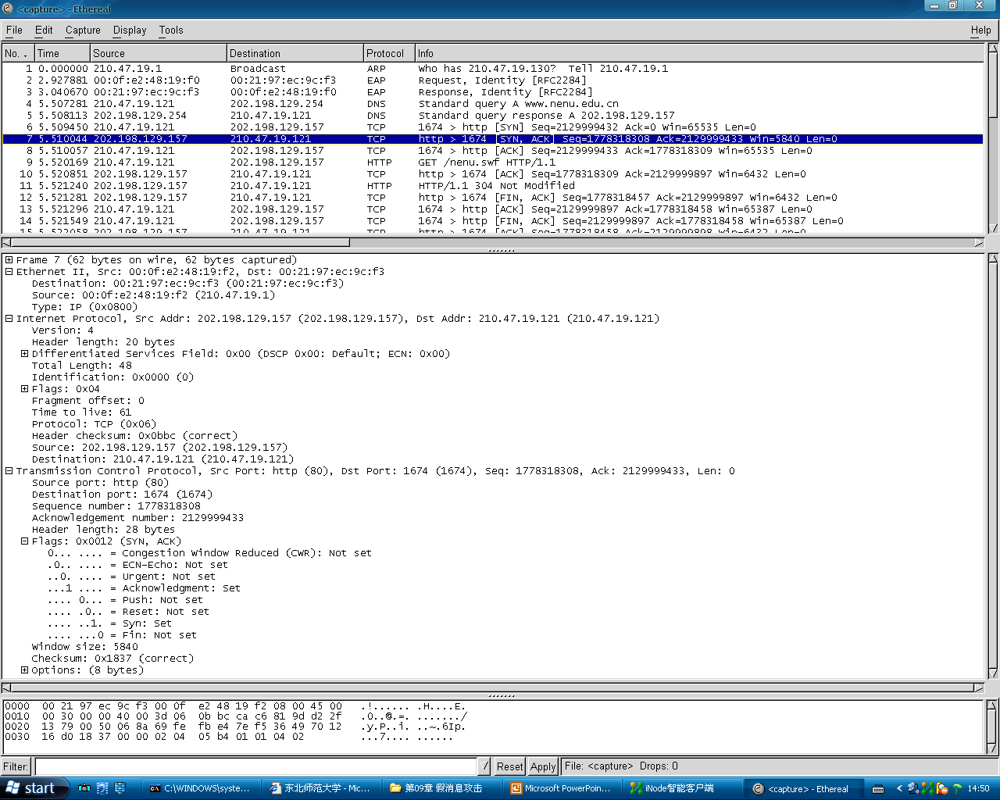 <capture> - Ethereal
File Edit Capture Display Tools Help
No. Time Source Destination Protocol Info
1 0.000000 210.47.19.1 Broadcast ARP Who has 210.47.19.130? Tell 210.47.19.1
2 2.927881 00:0f:e2:48:19:f0 00:21:97:ec:9c:f3 EAP Request, Identity [RFC2284]
3 3.040670 00:21:97:ec:9c:f3 00:0f:e2:48:19:f0 EAP Response, Identity [RFC2284]
4 5.507281 210.47.19.121 202.198.129.254 DNS Standard query A www.nenu.edu.cn
5 5.508113 202.198.129.254 210.47.19.121 DNS Standard query response A 202.198.129.157
6 5.509450 210.47.19.121 202.198.129.157 TCP 1674 > http [SYN] Seq=2129999432 Ack=0 Win=65535 Len=0
7 5.510044 202.198.129.157 210.47.19.121 TCP http > 1674 [SYN, ACK] Seq=1778318308 Ack=2129999433 Win=5840 Len=0
8 5.510057 210.47.19.121 202.198.129.157 TCP 1674 > http [ACK] Seq=2129999433 Ack=1778318309 Win=65535 Len=0
9 5.520169 210.47.19.121 202.198.129.157 HTTP GET /nenu.swf HTTP/1.1
10 5.520851 202.198.129.157 210.47.19.121 TCP http > 1674 [ACK] Seq=1778318309 Ack=2129999897 Win=6432 Len=0
11 5.521240 202.198.129.157 210.47.19.121 HTTP HTTP/1.1 304 Not Modified
12 5.521281 202.198.129.157 210.47.19.121 TCP http > 1674 [FIN, ACK] Seq=1778318457 Ack=2129999897 Win=6432 Len=0
13 5.521296 210.47.19.121 202.198.129.157 TCP 1674 > http [ACK] Seq=2129999897 Ack=1778318458 Win=65387 Len=0
14 5.521549 210.47.19.121 202.198.129.157 TCP 1674 > http [FIN, ACK] Seq=2129999897 Ack=1778318458 Win=65387 Len=0
15 5.522058 202.198.129.157 210.47.19.121 TCP http > 1674 [ACK] Seq=1778318458 Ack=2129999898 Win=6432 Len=0
Frame 7 (62 bytes on wire, 62 bytes captured)
Ethernet II, Src: 00:0f:e2:48:19:f2, Dst: 00:21:97:ec:9c:f3
Destination: 00:21:97:ec:9c:f3 (00:21:97:ec:9c:f3)
Source: 00:0f:e2:48:19:f2 (210.47.19.1)
Type: IP (0x0800)
Internet Protocol, Src Addr: 202.198.129.157 (202.198.129.157), Dst Addr: 210.47.19.121 (210.47.19.121)
Version: 4
Header length: 20 bytes
Differentiated Services Field: 0x00 (DSCP 0x00: Default; ECN: 0x00)
Total Length: 48
Identification: 0x0000 (0)
Flags: 0x04
Fragment offset: 0
Time to live: 61
Protocol: TCP (0x06)
Header checksum: 0x0bbc (correct)
Source: 202.198.129.157 (202.198.129.157)
Destination: 210.47.19.121 (210.47.19.121)
Transmission Control Protocol, Src Port: http (80), Dst Port: 1674 (1674), Seq: 1778318308, Ack: 2129999433, Len: 0
Source port: http (80)
Destination port: 1674 (1674)
Sequence number: 1778318308
Acknowledgement number: 2129999433
Header length: 28 bytes
Flags: 0x0012 (SYN, ACK)
0... .... = Congestion Window Reduced (CWR): Not set
.0.. .... = ECN-Echo: Not set
..0. .... = Urgent: Not set
...1 .... = Acknowledgment: Set
.... 0... = Push: Not set
.... .0.. = Reset: Not set
.... ..1. = Syn: Set
.... ...0 = Fin: Not set
Window size: 5840
Checksum: 0x1837 (correct)
Options: (8 bytes)
0000 00 21 97 ec 9c f3 00 0f e2 48 19 f2 08 00 45 00 .!...... .H....E.
0010 00 30 00 00 40 00 3d 06 0b bc ca c6 81 9d d2 2f .0..@.=. ......./
0020 13 79 00 50 06 8a 69 fe fb e4 7e f5 36 49 70 12 .y.P..i. ..~.6Ip.
0030 16 d0 18 37 00 00 02 04 05 b4 01 01 04 02 ...7.... ......
Filter: Reset Apply File: <capture> Drops: 0
start C:\WINDOWS\syste... 东北师范大学 - Mic... 第09章 假消息攻击 Microsoft PowerPoin... iNode智能客户端 <capture> - Ethereal 14:50